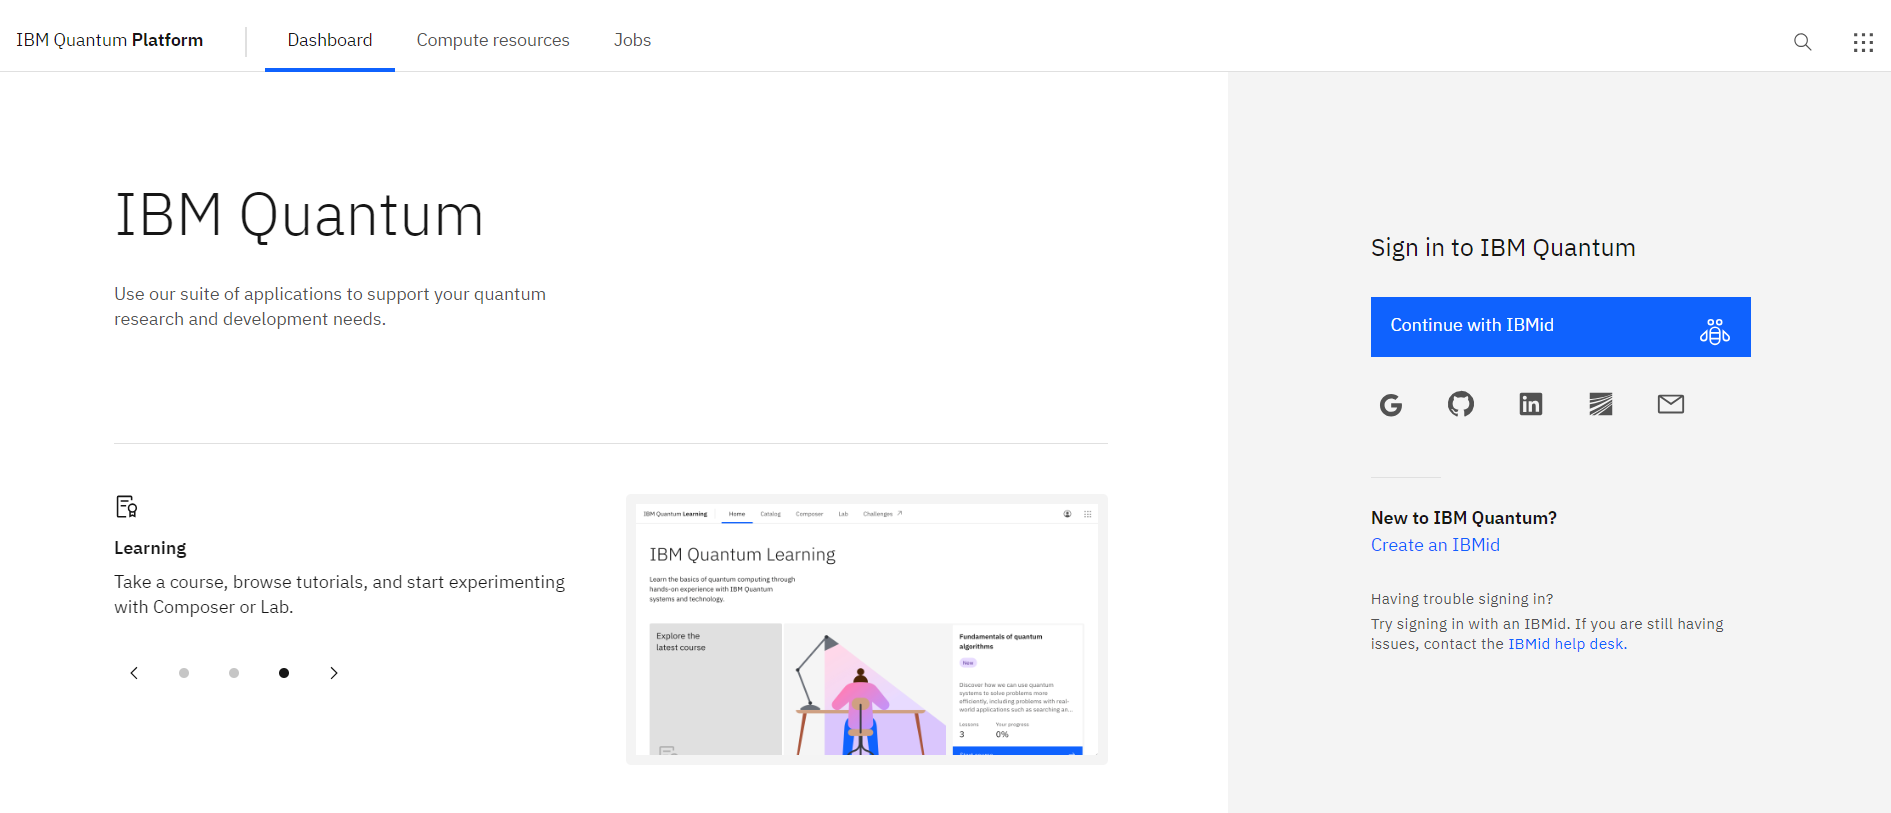 IBM Quantum Platform
Dashboard
Compute resources
Jobs
IBM Quantum
Use our suite of applications to support your quantum
research and development needs.
Learning
Take a course, browse tutorials, and start experimenting
with Composer or Lab.
IBM Quantum Learning
Home
Catalog
Composer
Lab
Challenges
IBM Quantum Learning
Learn the basics of quantum computing through
hands-on experience with IBM Quantum
systems and technology.
Explore the
latest course
Fundamentals of quantum
algorithms
New
Discover how we can use quantum
systems to solve problems more
efficiently, including problems with real-
world applications such as searching an...
Lessons
Your progress
3
0%
Sign in to IBM Quantum
Continue with IBMid
in
New to IBM Quantum?
Create an IBMid
Having trouble signing in?
Try signing in with an IBMid. If you are still having
issues, contact the IBMid help desk.